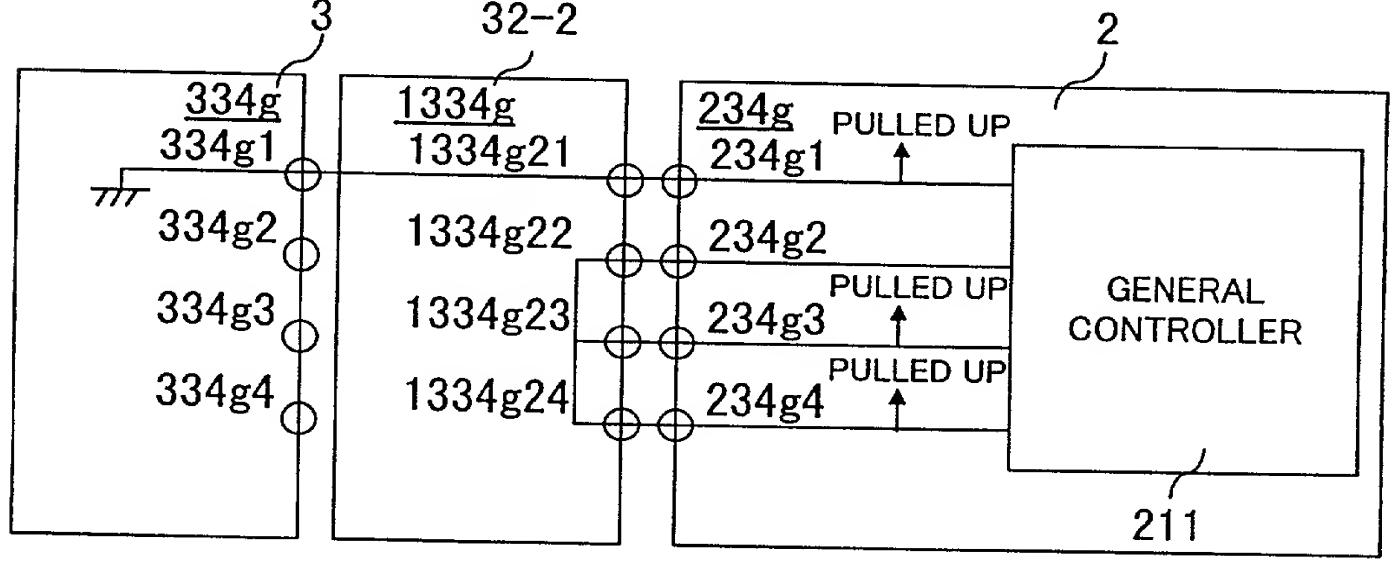 3
32-2
2
334g
1334g
234g
PULLED UP
334g1
1334g21
234g1
334g2
1334g22
234g2
PULLED UP
334g3
1334g23
234g3
GENERAL
CONTROLLER
PULLED UP
334g4
1334g24
234g4
211